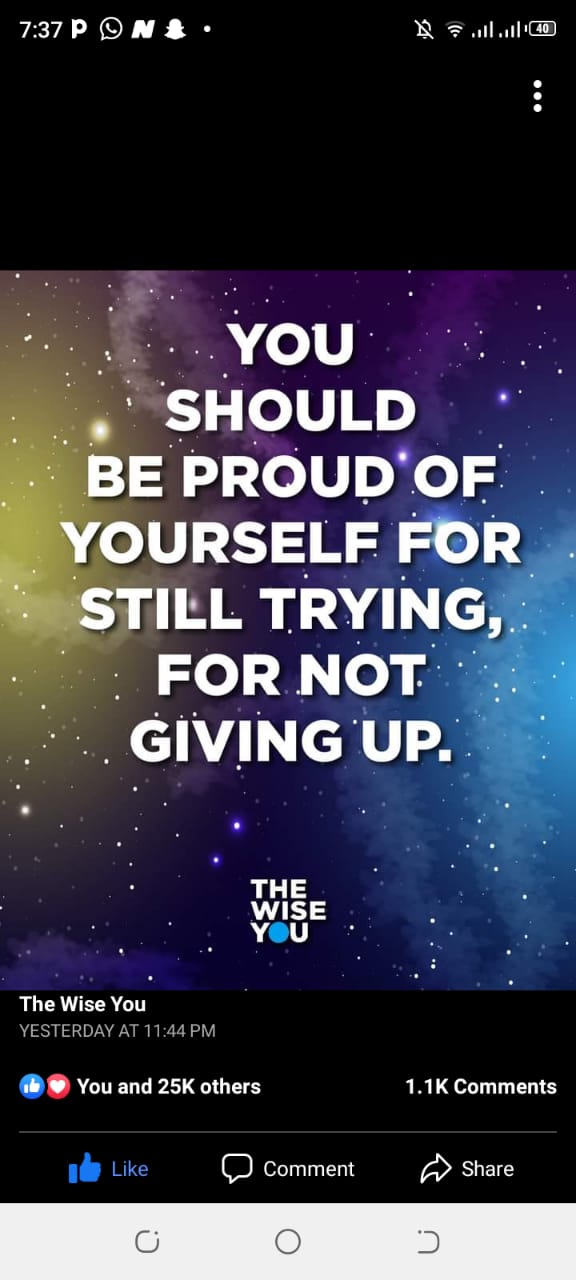 7:37
40
YOU
SHOULD
BE PROUD OF
YOURSELF FOR
STILL TRYING,
FOR NOT
GIVING UP.
THE
WISE
YOU
The Wise You
YESTERDAY AT 11:44 PM
You and 25K others 1.1K Comments
Like Comment Share